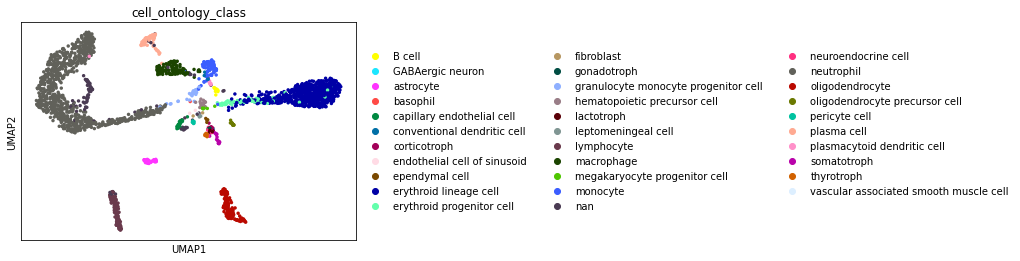 cell_ontology_class
UMAP2
UMAP1
B cell
GABAergic neuron
astrocyte
basophil
capillary endothelial cell
conventional dendritic cell
corticotroph
endothelial cell of sinusoid
ependymal cell
erythroid lineage cell
erythroid progenitor cell
fibroblast
gonadotroph
granulocyte monocyte progenitor cell
hematopoietic precursor cell
lactotroph
leptomeningeal cell
lymphocyte
macrophage
megakaryocyte progenitor cell
monocyte
nan
neuroendocrine cell
neutrophil
oligodendrocyte
oligodendrocyte precursor cell
pericyte cell
plasma cell
plasmacytoid dendritic cell
somatotroph
thyrotroph
vascular associated smooth muscle cell